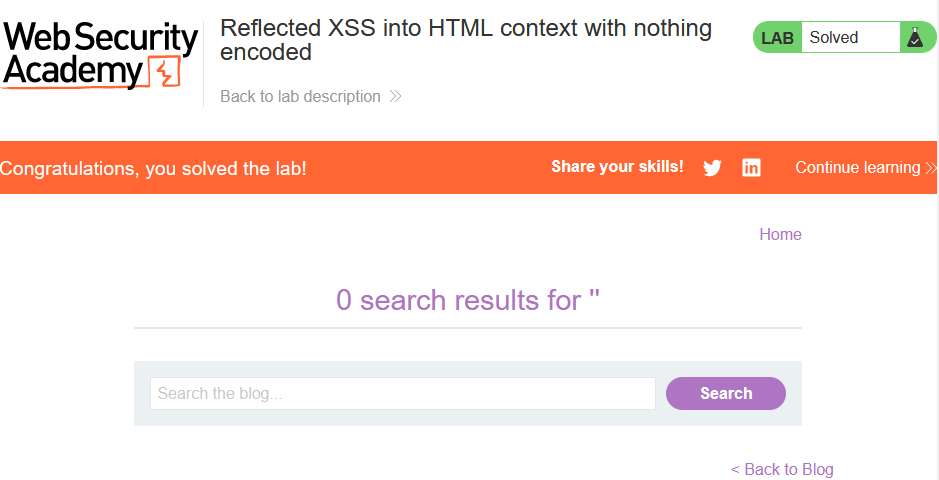 Web Security
Academy
Reflected XSS into HTML context with nothing
encoded
Back to lab description >>
LAB Solved
Congratulations, you solved the lab!
Share your skills!
Continue learning >>
Home
0 search results for ''
Search the blog...
Search
< Back to Blog